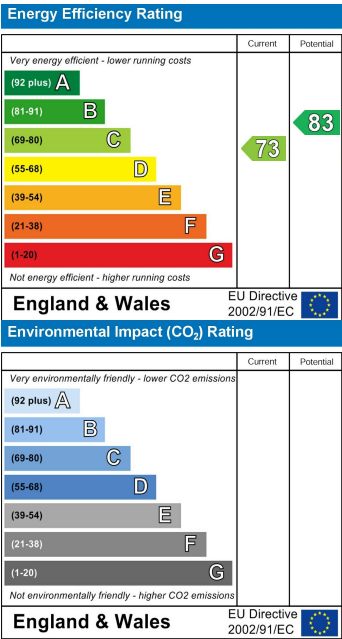 Energy Efficiency Rating
Current Potential
Very energy efficient - lower running costs
(92 plus) A
(81-91) B
(69-80) C
(55-68) D
(39-54) E
(21-38) F
(1-20) G
73
83
Not energy efficient - higher running costs
England & Wales
EU Directive
2002/91/EC
Environmental Impact (CO₂) Rating
Current Potential
Very environmentally friendly - lower CO2 emissions
(92 plus) A
(81-91) B
(69-80) C
(55-68) D
(39-54) E
(21-38) F
(1-20) G
Not environmentally friendly - higher CO2 emissions
England & Wales
EU Directive
2002/91/EC